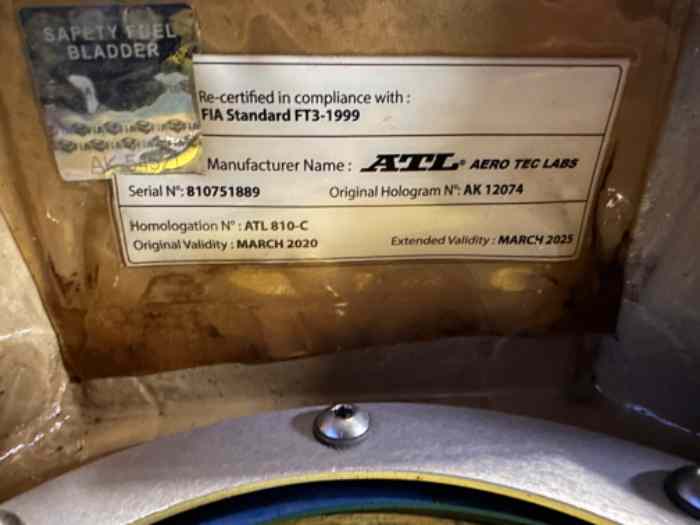 SAFETY FUEL
BLADDER
Re-certified in compliance with :
FIA Standard FT3-1999
Manufacturer Name : ATL® AERO TEC LABS
Serial N°: 810751889 Original Hologram N°: AK 12074
Homologation N° : ATL 810-C
Original Validity : MARCH 2020 Extended Validity : MARCH 2025